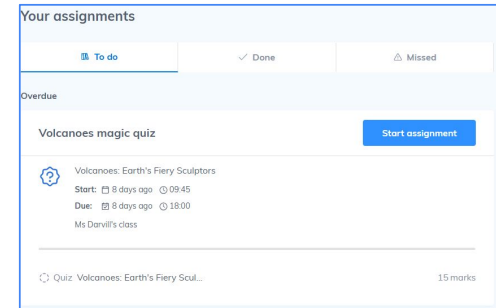 Your assignments
To do
Done
Missed
Overdue
Volcanoes magic quiz
Start assignment
Volcanoes: Earth's Fiery Sculptors
Start: 8 days ago 09:45
Due: 8 days ago 18:00
Ms Darvill's class
Quiz Volcanoes: Earth's Fiery Scul...
15 marks